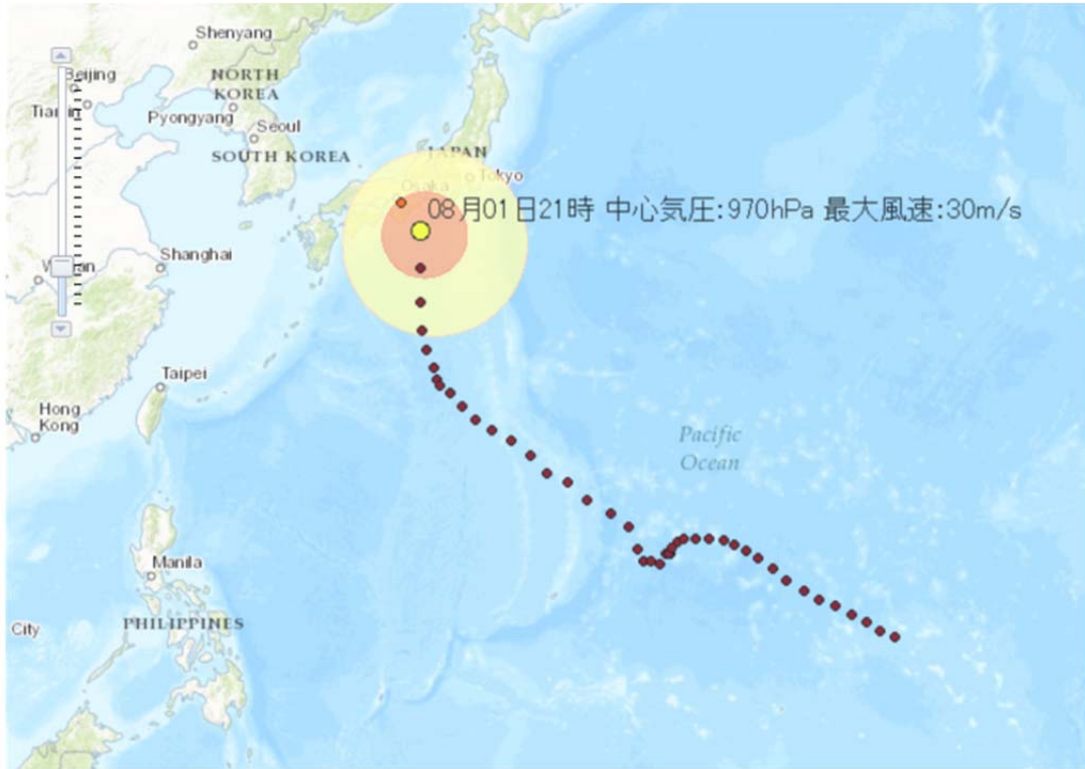 Shenyang
Beijing
NORTH
KOREA
Pyongyang
Seoul
SOUTH KOREA
JAPAN
Tokyo
Osaka
08月01日21時 中心気圧:970hPa 最大風速:30m/s
Shanghai
Taipei
Hong
Kong
Pacific
Ocean
Manila
PHILIPPINES
City